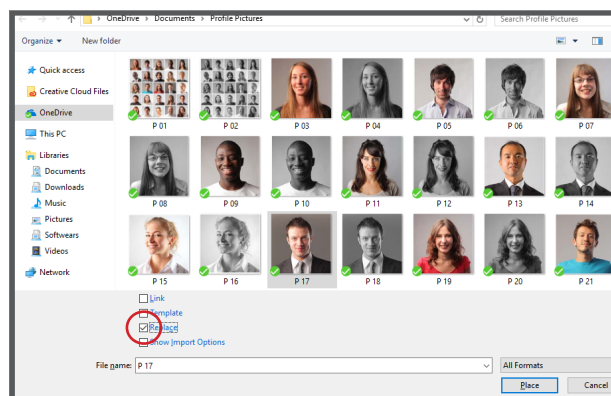 OneDrive › Documents › Profile Pictures
Search Profile Pictures
Organize
New folder
Quick access
Creative Cloud Files
OneDrive
This PC
Libraries
Documents
Downloads
Music
Pictures
Softwears
Videos
Network
P 01 P 02 P 03 P 04 P 05 P 06 P 07
P 08 P 09 P 10 P 11 P 12 P 13 P 14
P 15 P 16 P 17 P 18 P 19 P 20 P 21
Link
Template
Replace
Show Import Options
File name: P 17
All Formats
Place
Cancel